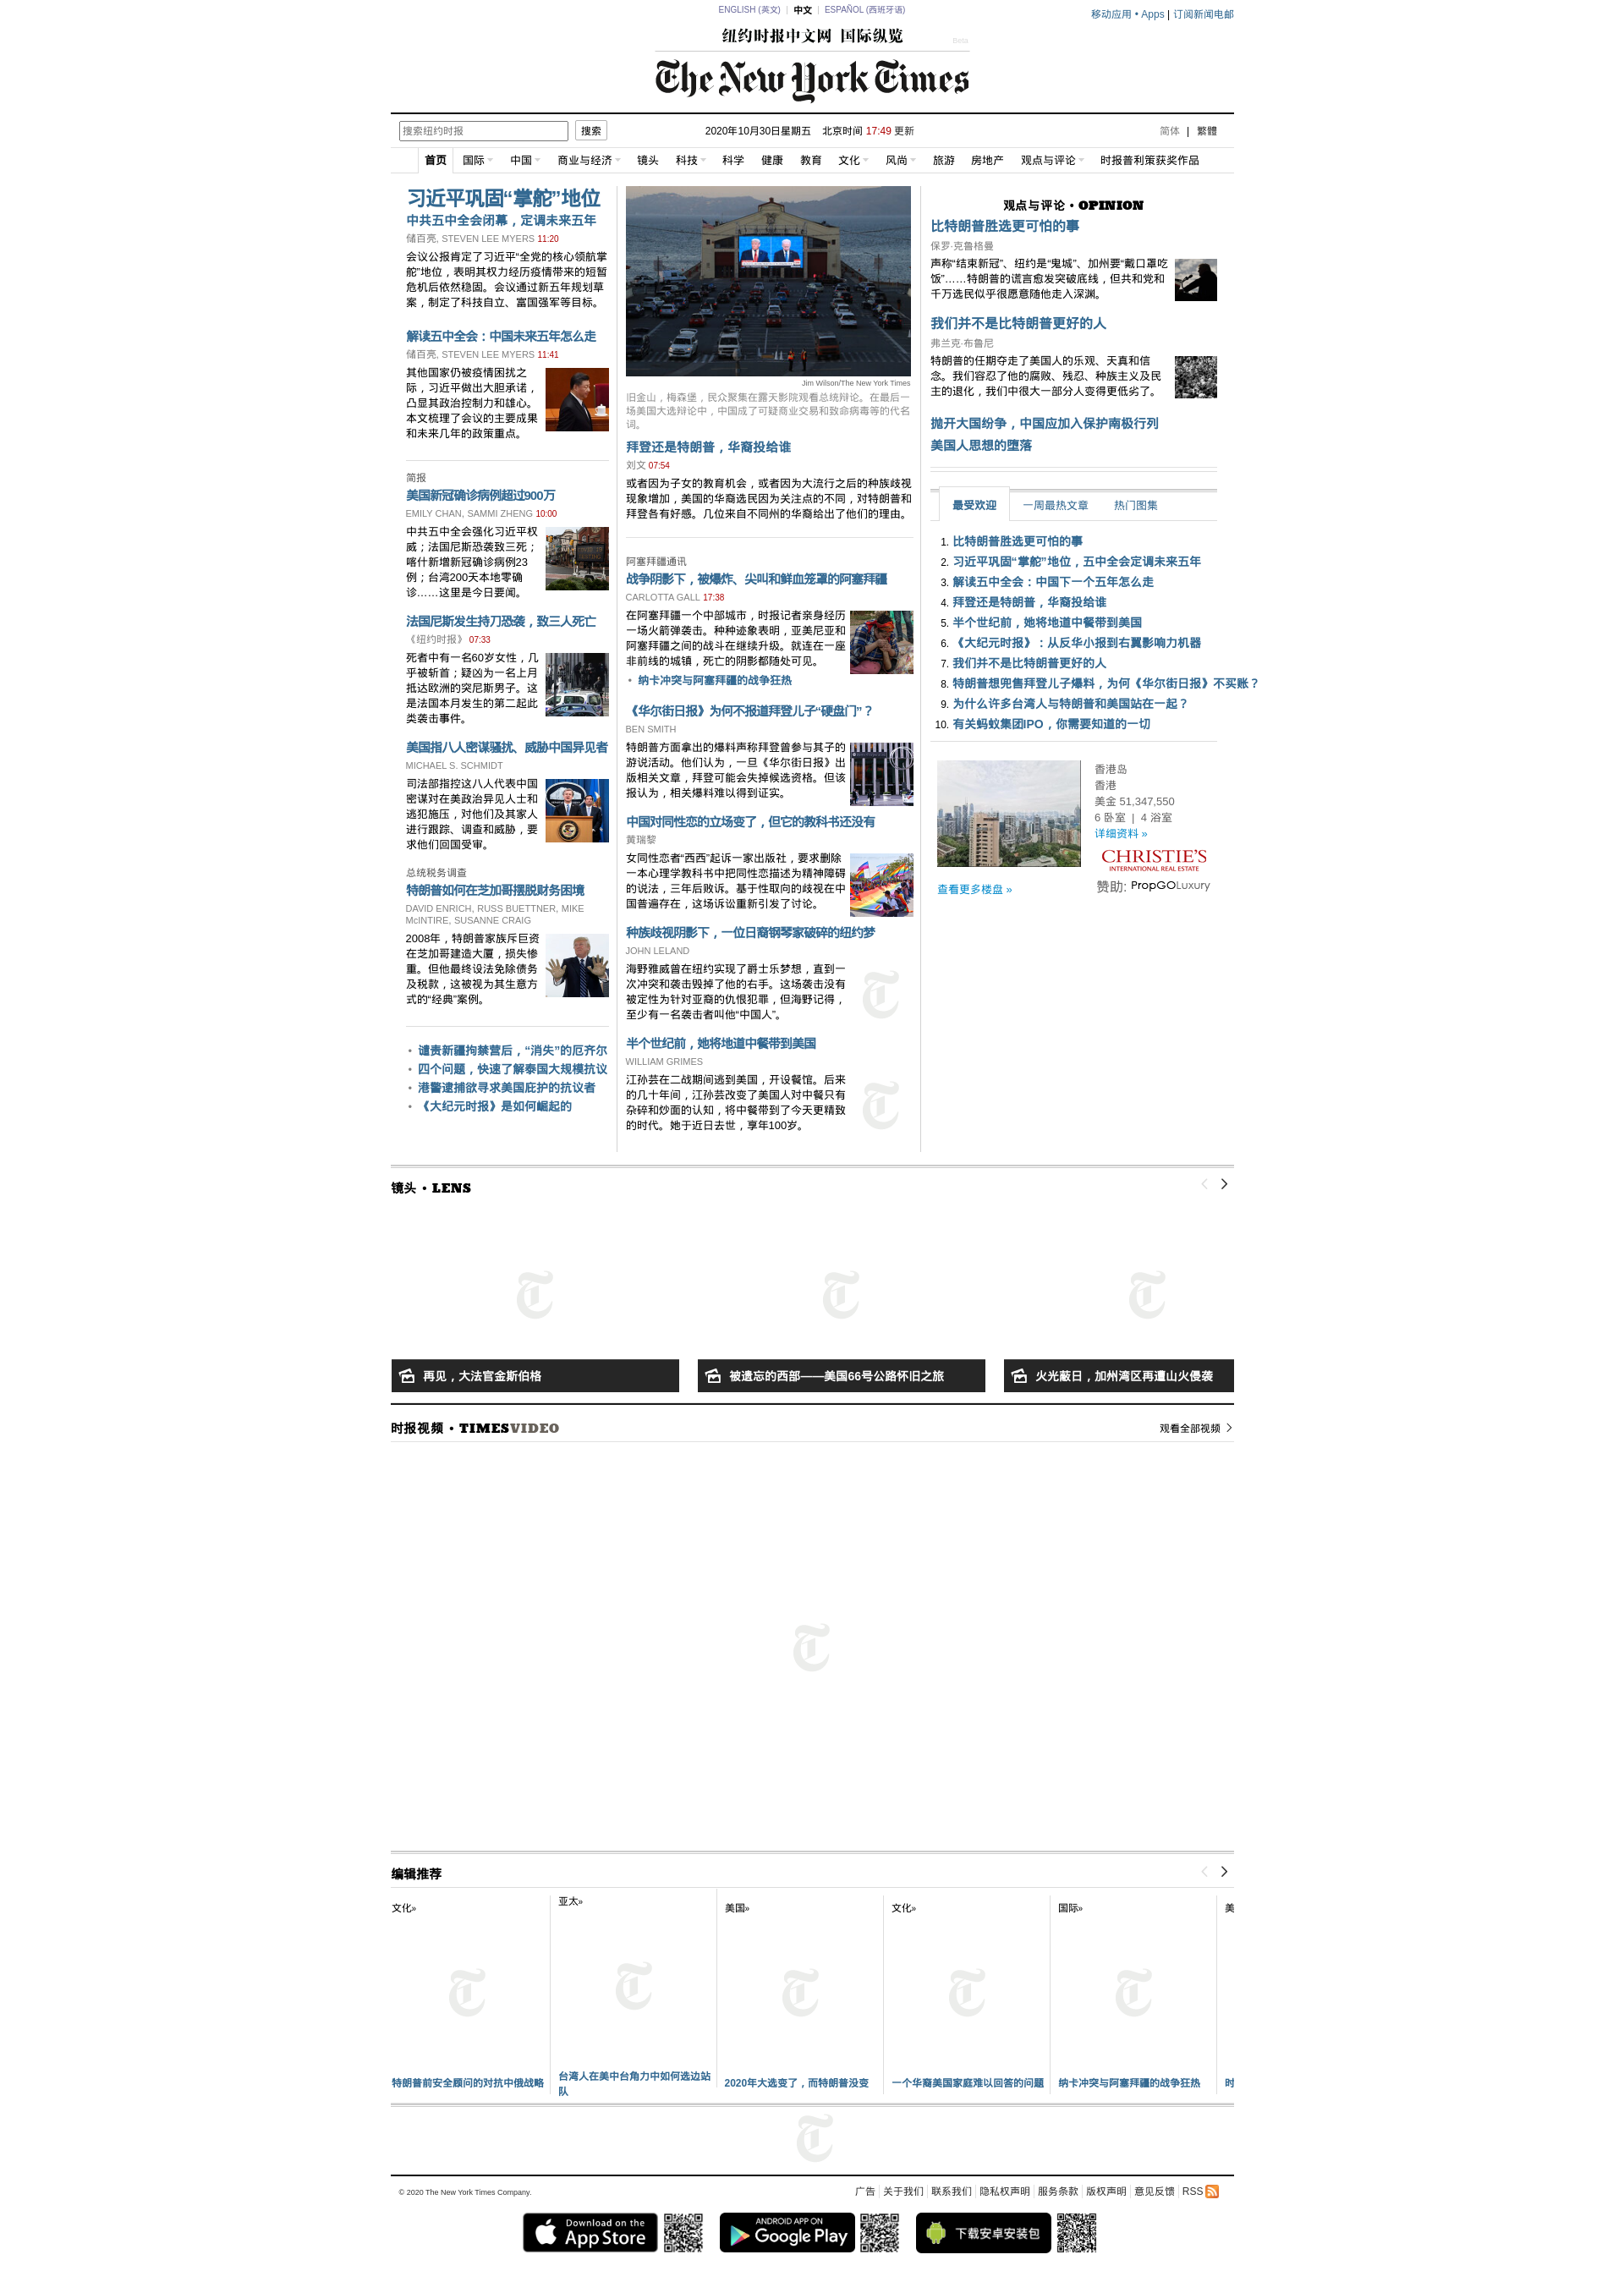 ENGLISH (英文) | 中文 | ESPAÑOL (西班牙语)
移动应用 • Apps | 订阅新闻电邮
纽约时报中文网 国际纵览
Beta
The New York Times
搜索纽约时报
搜索
2020年10月30日星期五 北京时间 17:49 更新
简体 | 繁體
首页 国际 中国 商业与经济 镜头 科技 科学 健康 教育 文化 风尚 旅游 房地产 观点与评论 时报普利策获奖作品
习近平巩固“掌舵”地位
中共五中全会闭幕，定调未来五年
储百亮, STEVEN LEE MYERS 11:20
会议公报肯定了习近平“全党的核心领航掌
舵”地位，表明其权力经历疫情带来的短暂
危机后依然稳固。会议通过新五年规划草
案，制定了科技自立、富国强军等目标。
解读五中全会：中国未来五年怎么走
储百亮, STEVEN LEE MYERS 11:41
其他国家仍被疫情困扰之
际，习近平做出大胆承诺，
凸显其政治控制力和雄心。
本文梳理了会议的主要成果
和未来几年的政策重点。
简报
美国新冠确诊病例超过900万
EMILY CHAN, SAMMI ZHENG 10:00
中共五中全会强化习近平权
威；法国尼斯恐袭致三死；
喀什新增新冠确诊病例23
例；台湾200天本地零确
诊……这里是今日要闻。
法国尼斯发生持刀恐袭，致三人死亡
《纽约时报》 07:33
死者中有一名60岁女性，几
乎被斩首；疑凶为一名上月
抵达欧洲的突尼斯男子。这
是法国本月发生的第二起此
类袭击事件。
美国指八人密谋骚扰、威胁中国异见者
MICHAEL S. SCHMIDT
司法部指控这八人代表中国
密谋对在美政治异见人士和
逃犯施压，对他们及其家人
进行跟踪、调查和威胁，要
求他们回国受审。
总统税务调查
特朗普如何在芝加哥摆脱财务困境
DAVID ENRICH, RUSS BUETTNER, MIKE
McINTIRE, SUSANNE CRAIG
2008年，特朗普家族斥巨资
在芝加哥建造大厦，损失惨
重。但他最终设法免除债务
及税款，这被视为其生意方
式的“经典”案例。
• 谴责新疆拘禁营后，“消失”的厄齐尔
• 四个问题，快速了解泰国大规模抗议
• 港警逮捕欲寻求美国庇护的抗议者
• 《大纪元时报》是如何崛起的
Jim Wilson/The New York Times
旧金山，梅森堡，民众聚集在露天影院观看总统辩论。在最后一
场美国大选辩论中，中国成了可疑商业交易和致命病毒等的代名
词。
拜登还是特朗普，华裔投给谁
刘文 07:54
或者因为子女的教育机会，或者因为大流行之后的种族歧视
现象增加，美国的华裔选民因为关注点的不同，对特朗普和
拜登各有好感。几位来自不同州的华裔给出了他们的理由。
阿塞拜疆通讯
战争阴影下，被爆炸、尖叫和鲜血笼罩的阿塞拜疆
CARLOTTA GALL 17:38
在阿塞拜疆一个中部城市，时报记者亲身经历
一场火箭弹袭击。种种迹象表明，亚美尼亚和
阿塞拜疆之间的战斗在继续升级。就连在一座
非前线的城镇，死亡的阴影都随处可见。
• 纳卡冲突与阿塞拜疆的战争狂热
《华尔街日报》为何不报道拜登儿子“硬盘门”？
BEN SMITH
特朗普方面拿出的爆料声称拜登曾参与其子的
游说活动。他们认为，一旦《华尔街日报》出
版相关文章，拜登可能会失掉候选资格。但该
报认为，相关爆料难以得到证实。
中国对同性恋的立场变了，但它的教科书还没有
黄瑞黎
女同性恋者“西西”起诉一家出版社，要求删除
一本心理学教科书中把同性恋描述为精神障碍
的说法，三年后败诉。基于性取向的歧视在中
国普遍存在，这场诉讼重新引发了讨论。
种族歧视阴影下，一位日裔钢琴家破碎的纽约梦
JOHN LELAND
海野雅威曾在纽约实现了爵士乐梦想，直到一
次冲突和袭击毁掉了他的右手。这场袭击没有
被定性为针对亚裔的仇恨犯罪，但海野记得，
至少有一名袭击者叫他“中国人”。
半个世纪前，她将地道中餐带到美国
WILLIAM GRIMES
江孙芸在二战期间逃到美国，开设餐馆。后来
的几十年间，江孙芸改变了美国人对中餐只有
杂碎和炒面的认知，将中餐带到了今天更精致
的时代。她于近日去世，享年100岁。
观点与评论 • OPINION
比特朗普胜选更可怕的事
保罗·克鲁格曼
声称“结束新冠”、纽约是“鬼城”、加州要“戴口罩吃
饭”……特朗普的谎言愈发突破底线，但共和党和
千万选民似乎很愿意随他走入深渊。
我们并不是比特朗普更好的人
弗兰克·布鲁尼
特朗普的任期夺走了美国人的乐观、天真和信
念。我们容忍了他的腐败、残忍、种族主义及民
主的退化，我们中很大一部分人变得更低劣了。
抛开大国纷争，中国应加入保护南极行列
美国人思想的堕落
最受欢迎 一周最热文章 热门图集
1. 比特朗普胜选更可怕的事
2. 习近平巩固“掌舵”地位，五中全会定调未来五年
3. 解读五中全会：中国下一个五年怎么走
4. 拜登还是特朗普，华裔投给谁
5. 半个世纪前，她将地道中餐带到美国
6. 《大纪元时报》：从反华小报到右翼影响力机器
7. 我们并不是比特朗普更好的人
8. 特朗普想兜售拜登儿子爆料，为何《华尔街日报》不买账？
9. 为什么许多台湾人与特朗普和美国站在一起？
10. 有关蚂蚁集团IPO，你需要知道的一切
香港岛
香港
美金 51,347,550
6 卧室 | 4 浴室
详细资料 »
CHRISTIE'S
INTERNATIONAL REAL ESTATE
查看更多楼盘 »
赞助: PropGOLuxury
镜头 • LENS
再见，大法官金斯伯格
被遗忘的西部——美国66号公路怀旧之旅
火光蔽日，加州湾区再遭山火侵袭
时报视频 • TIMESVIDEO
观看全部视频
编辑推荐
文化»
亚太»
美国»
文化»
国际»
美
特朗普前安全顾问的对抗中俄战略
台湾人在美中台角力中如何选边站
队
2020年大选变了，而特朗普没变
一个华裔美国家庭难以回答的问题
纳卡冲突与阿塞拜疆的战争狂热
时
© 2020 The New York Times Company.
广告 关于我们 联系我们 隐私权声明 服务条款 版权声明 意见反馈 RSS
Download on the
App Store
ANDROID APP ON
Google Play
下载安卓安装包